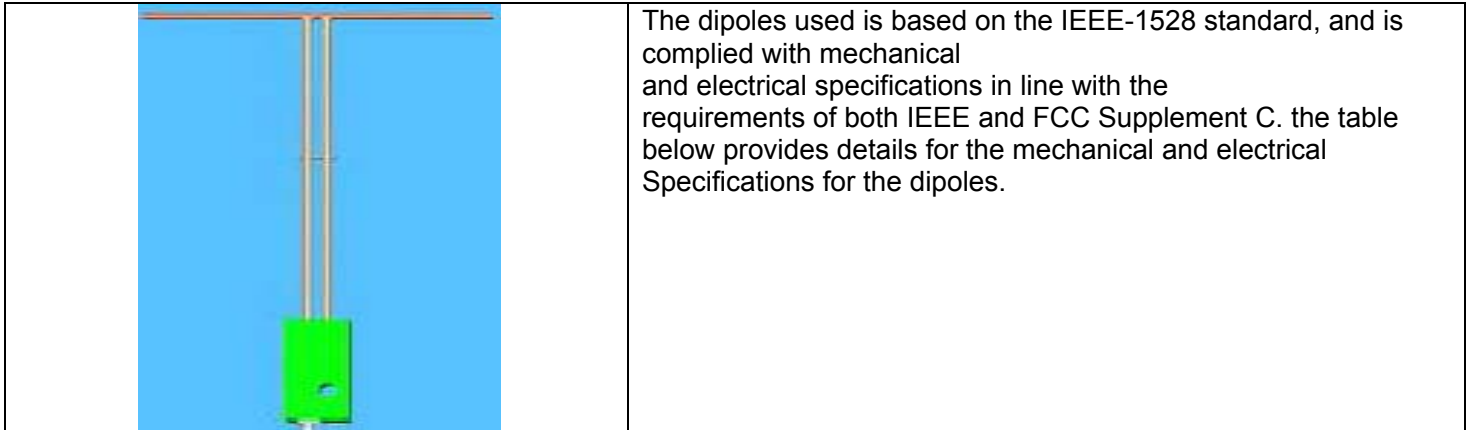 The dipoles used is based on the IEEE-1528 standard, and is
complied with mechanical
and electrical specifications in line with the
requirements of both IEEE and FCC Supplement C. the table
below provides details for the mechanical and electrical
Specifications for the dipoles.